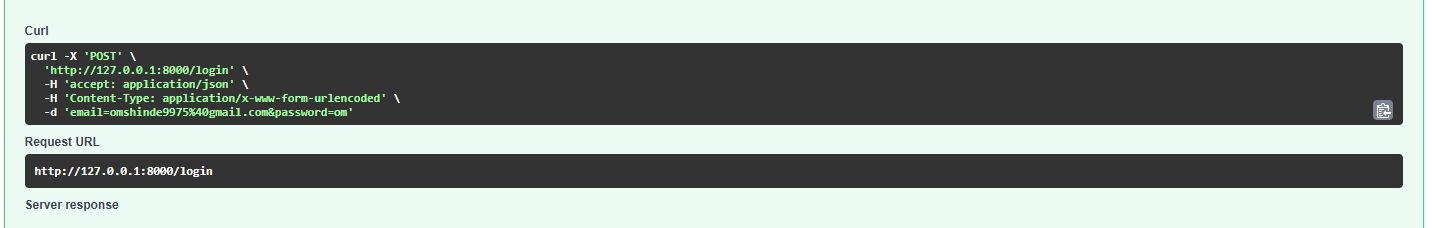 Curl
curl -X 'POST' \
  'http://127.0.0.1:8000/login' \
  -H 'accept: application/json' \
  -H 'Content-Type: application/x-www-form-urlencoded' \
  -d 'email=omshinde9975%40gmail.com&password=om'
Request URL
http://127.0.0.1:8000/login
Server response